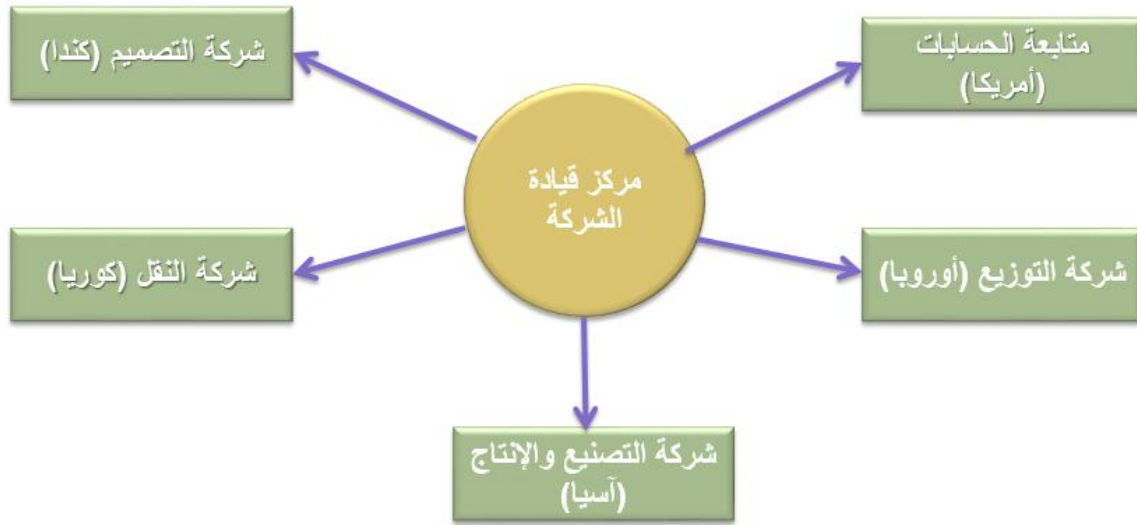 متابعة الحسابات
(أمريكا)
شركة التصميم (كندا)
مركز قيادة
الشركة
شركة التوزيع (أوروبا)
شركة النقل (كوريا)
شركة التصنيع والإنتاج
(آسيا)